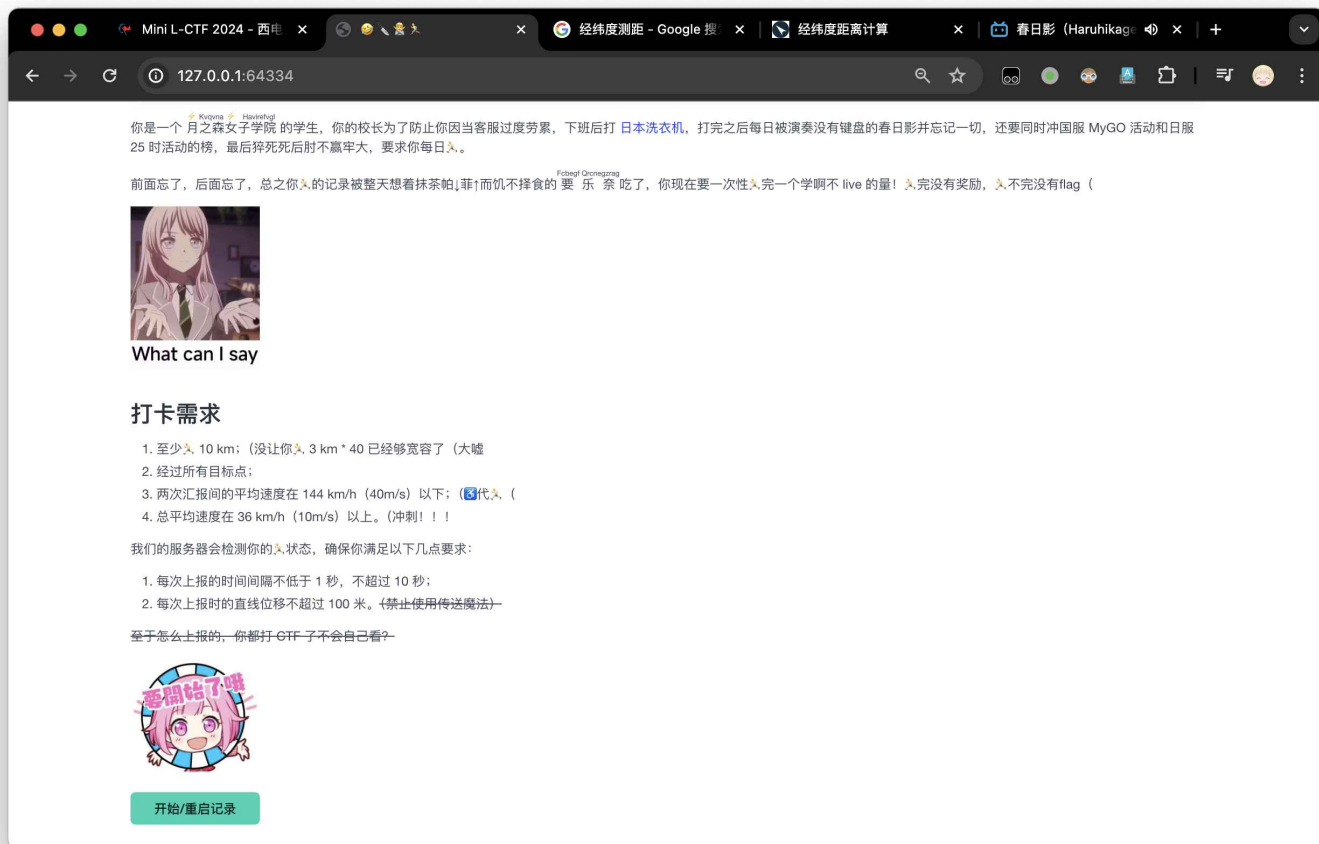 Mini L-CTF 2024 - 西电
🤣🔪👨‍🌾🏃
经纬度测距 - Google 搜
经纬度距离计算
春日影（Haruhikage
127.0.0.1:64334
⚡ Kvqvna ⚡ Havirefvgl
你是一个 月之森女子学院 的学生，你的校长为了防止你因当客服过度劳累，下班后打 日本洗衣机，打完之后每日被演奏没有键盘的春日影并忘记一切，还要同时冲国服 MyGO 活动和日服
25 时活动的榜，最后猝死死后肘不赢牢大，要求你每日🏃。
Fcbegf Qrcnegzrag
前面忘了，后面忘了，总之你🏃的记录被整天想着抹茶帕↓菲↑而饥不择食的 要 乐 奈 吃了，你现在要一次性🏃完一个学啊不 live 的量！🏃完没有奖励，🏃不完没有flag（
What can I say
打卡需求
1. 至少🏃 10 km；（没让你🏃 3 km * 40 已经够宽容了（大嘘
2. 经过所有目标点；
3. 两次汇报间的平均速度在 144 km/h（40m/s）以下；（♿代🏃（
4. 总平均速度在 36 km/h（10m/s）以上。（冲刺！！！
我们的服务器会检测你的🏃状态，确保你满足以下几点要求：
1. 每次上报的时间间隔不低于 1 秒，不超过 10 秒；
2. 每次上报时的直线位移不超过 100 米。（禁止使用传送魔法）
至于怎么上报的，你都打 CTF 了不会自己看？
要開始了哦
开始/重启记录